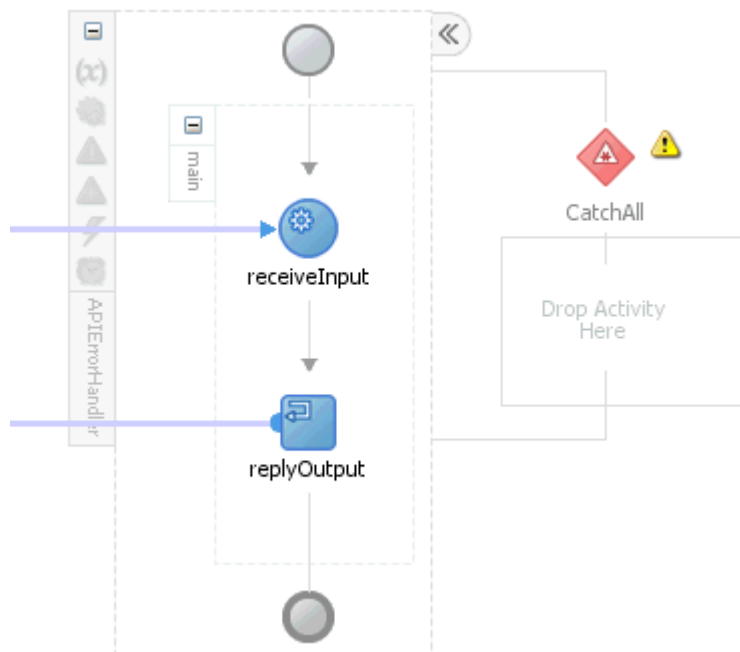 (x)
main
CatchAll
receiveInput
Drop Activity
Here
APIErrorHandler
replyOutput